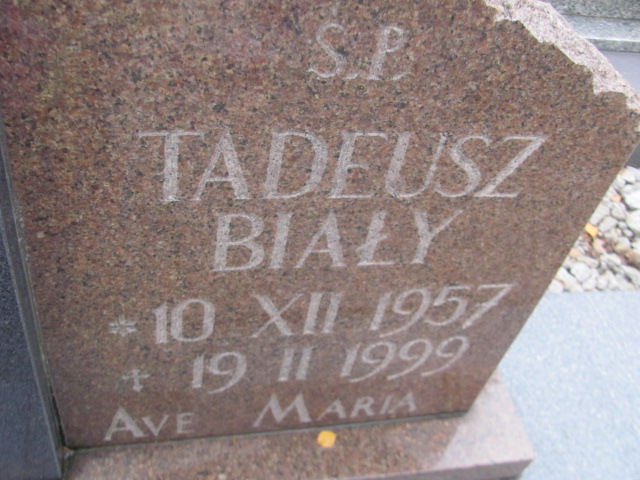 Ś.P.
TADEUSZ
BIAŁY
* 10 XII 1957
+ 19 II 1999
AVE MARIA